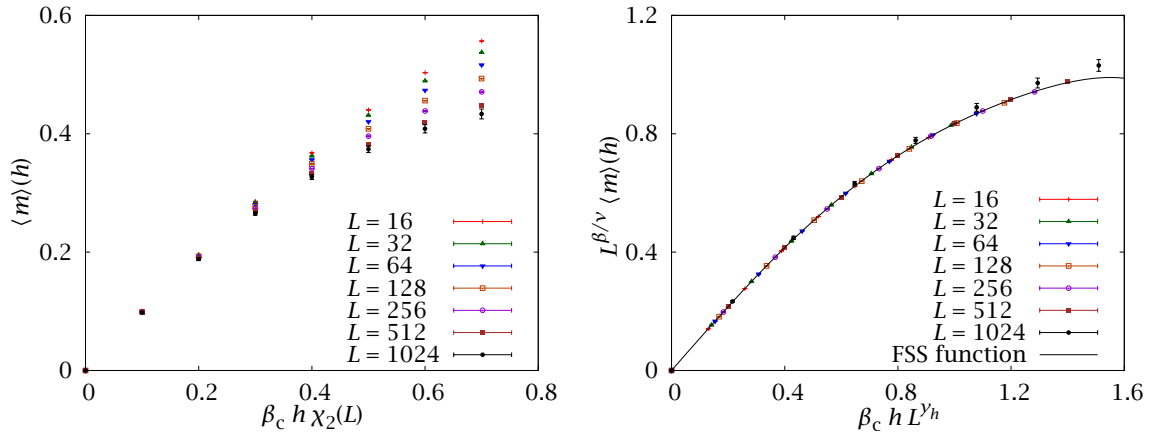 0.6
0.4
0.2
0
⟨m⟩(h)
L = 16
L = 32
L = 64
L = 128
L = 256
L = 512
L = 1024
0 0.2 0.4 0.6 0.8
β_c h χ_2(L)
1.2
0.8
0.4
0
L^{β/ν} ⟨m⟩(h)
L = 16
L = 32
L = 64
L = 128
L = 256
L = 512
L = 1024
FSS function
0 0.4 0.8 1.2 1.6
β_c h L^{y_h}